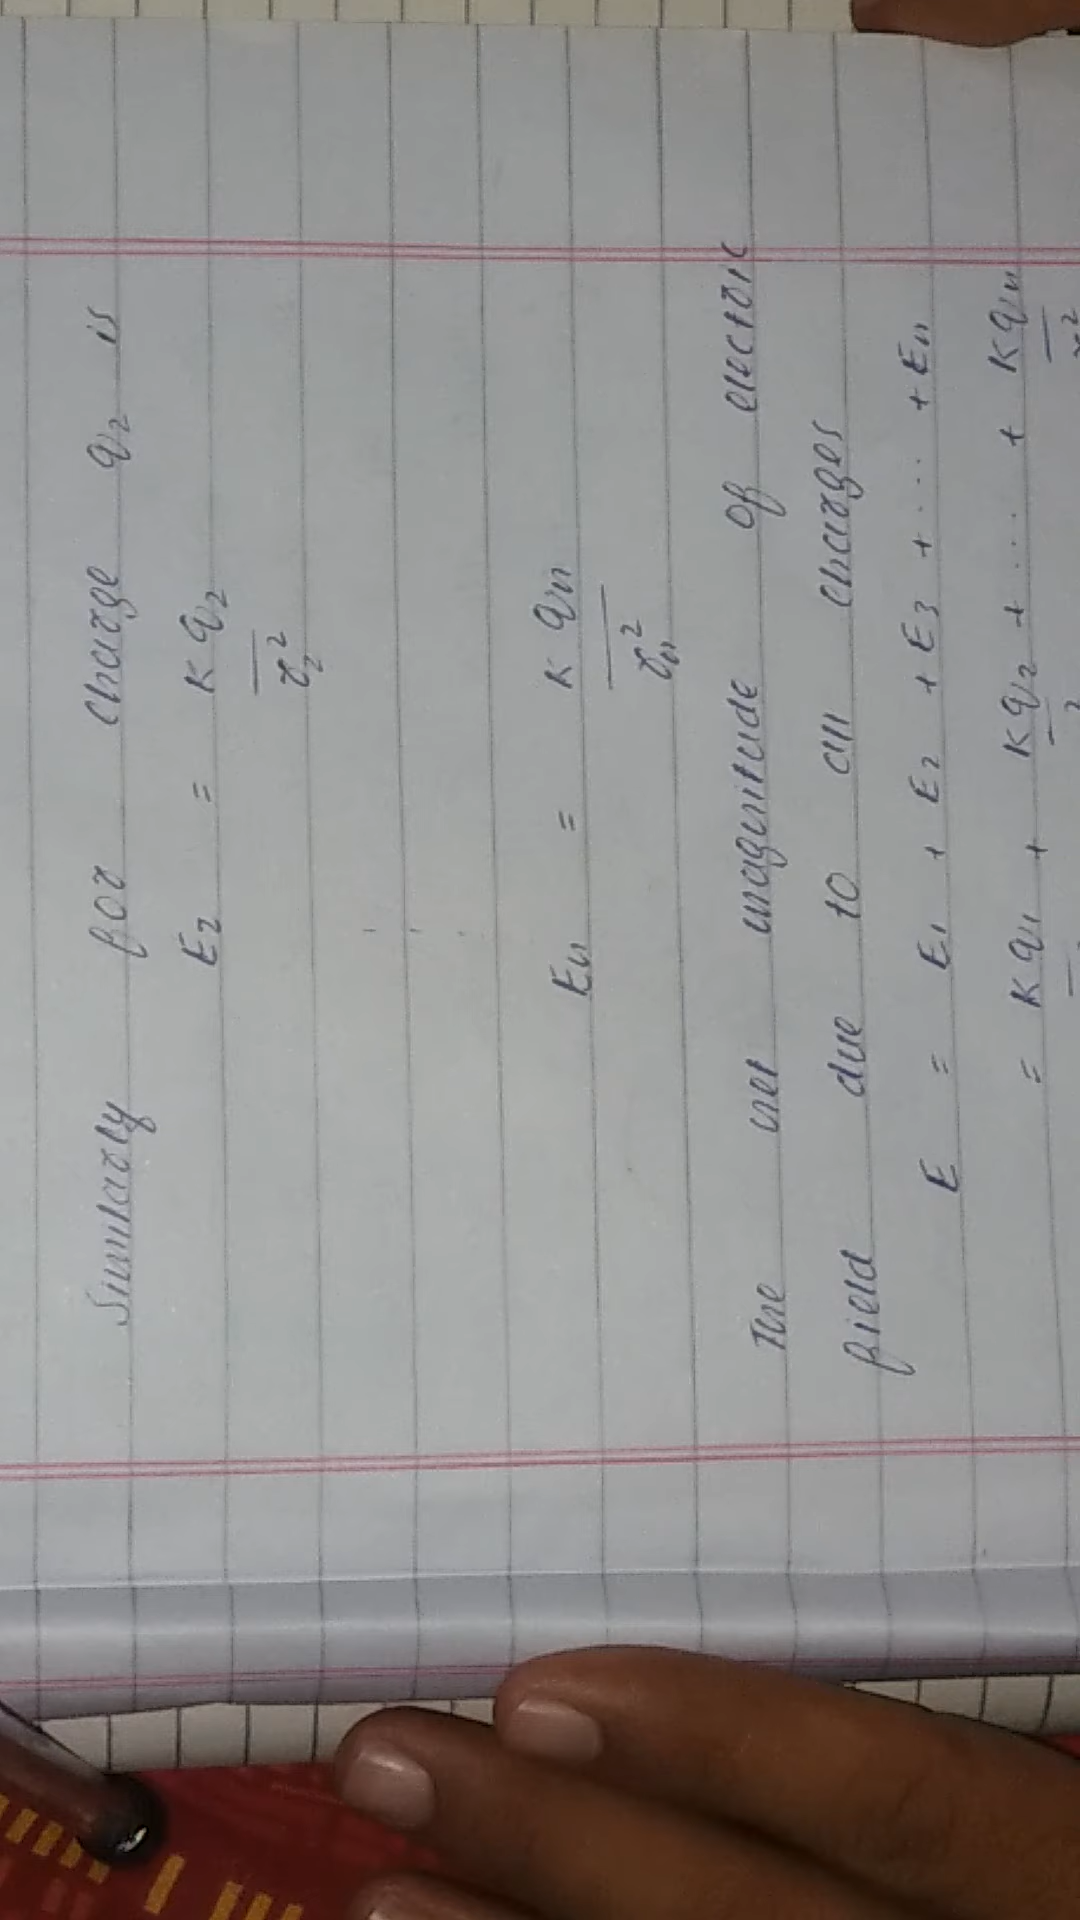 Similarly for charge q2 is
E2 = K q2
r2²
En = K qn
rn²
The net magnitude of electric
field due to all charges
E = E1 + E2 + E3 + .... + En
= K q1 + K q2 + .... + K qn